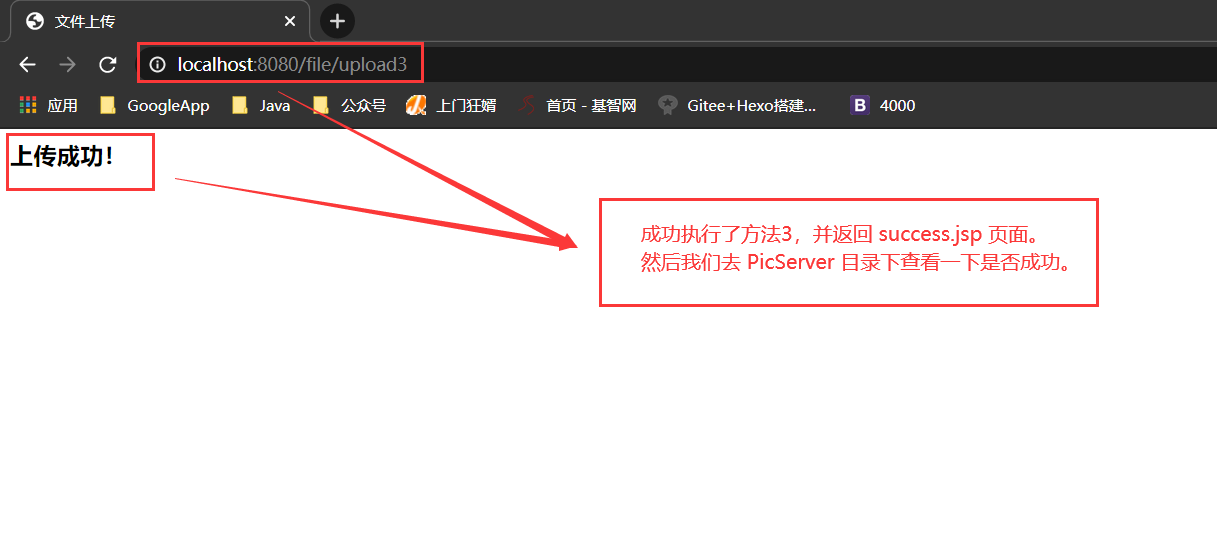 文件上传
localhost:8080/file/upload3
应用 GoogleApp Java 公众号 上门狂婿 首页 - 基智网 Gitee+Hexo搭建... B 4000
上传成功！
成功执行了方法3，并返回 success.jsp 页面。
然后我们去 PicServer 目录下查看一下是否成功。